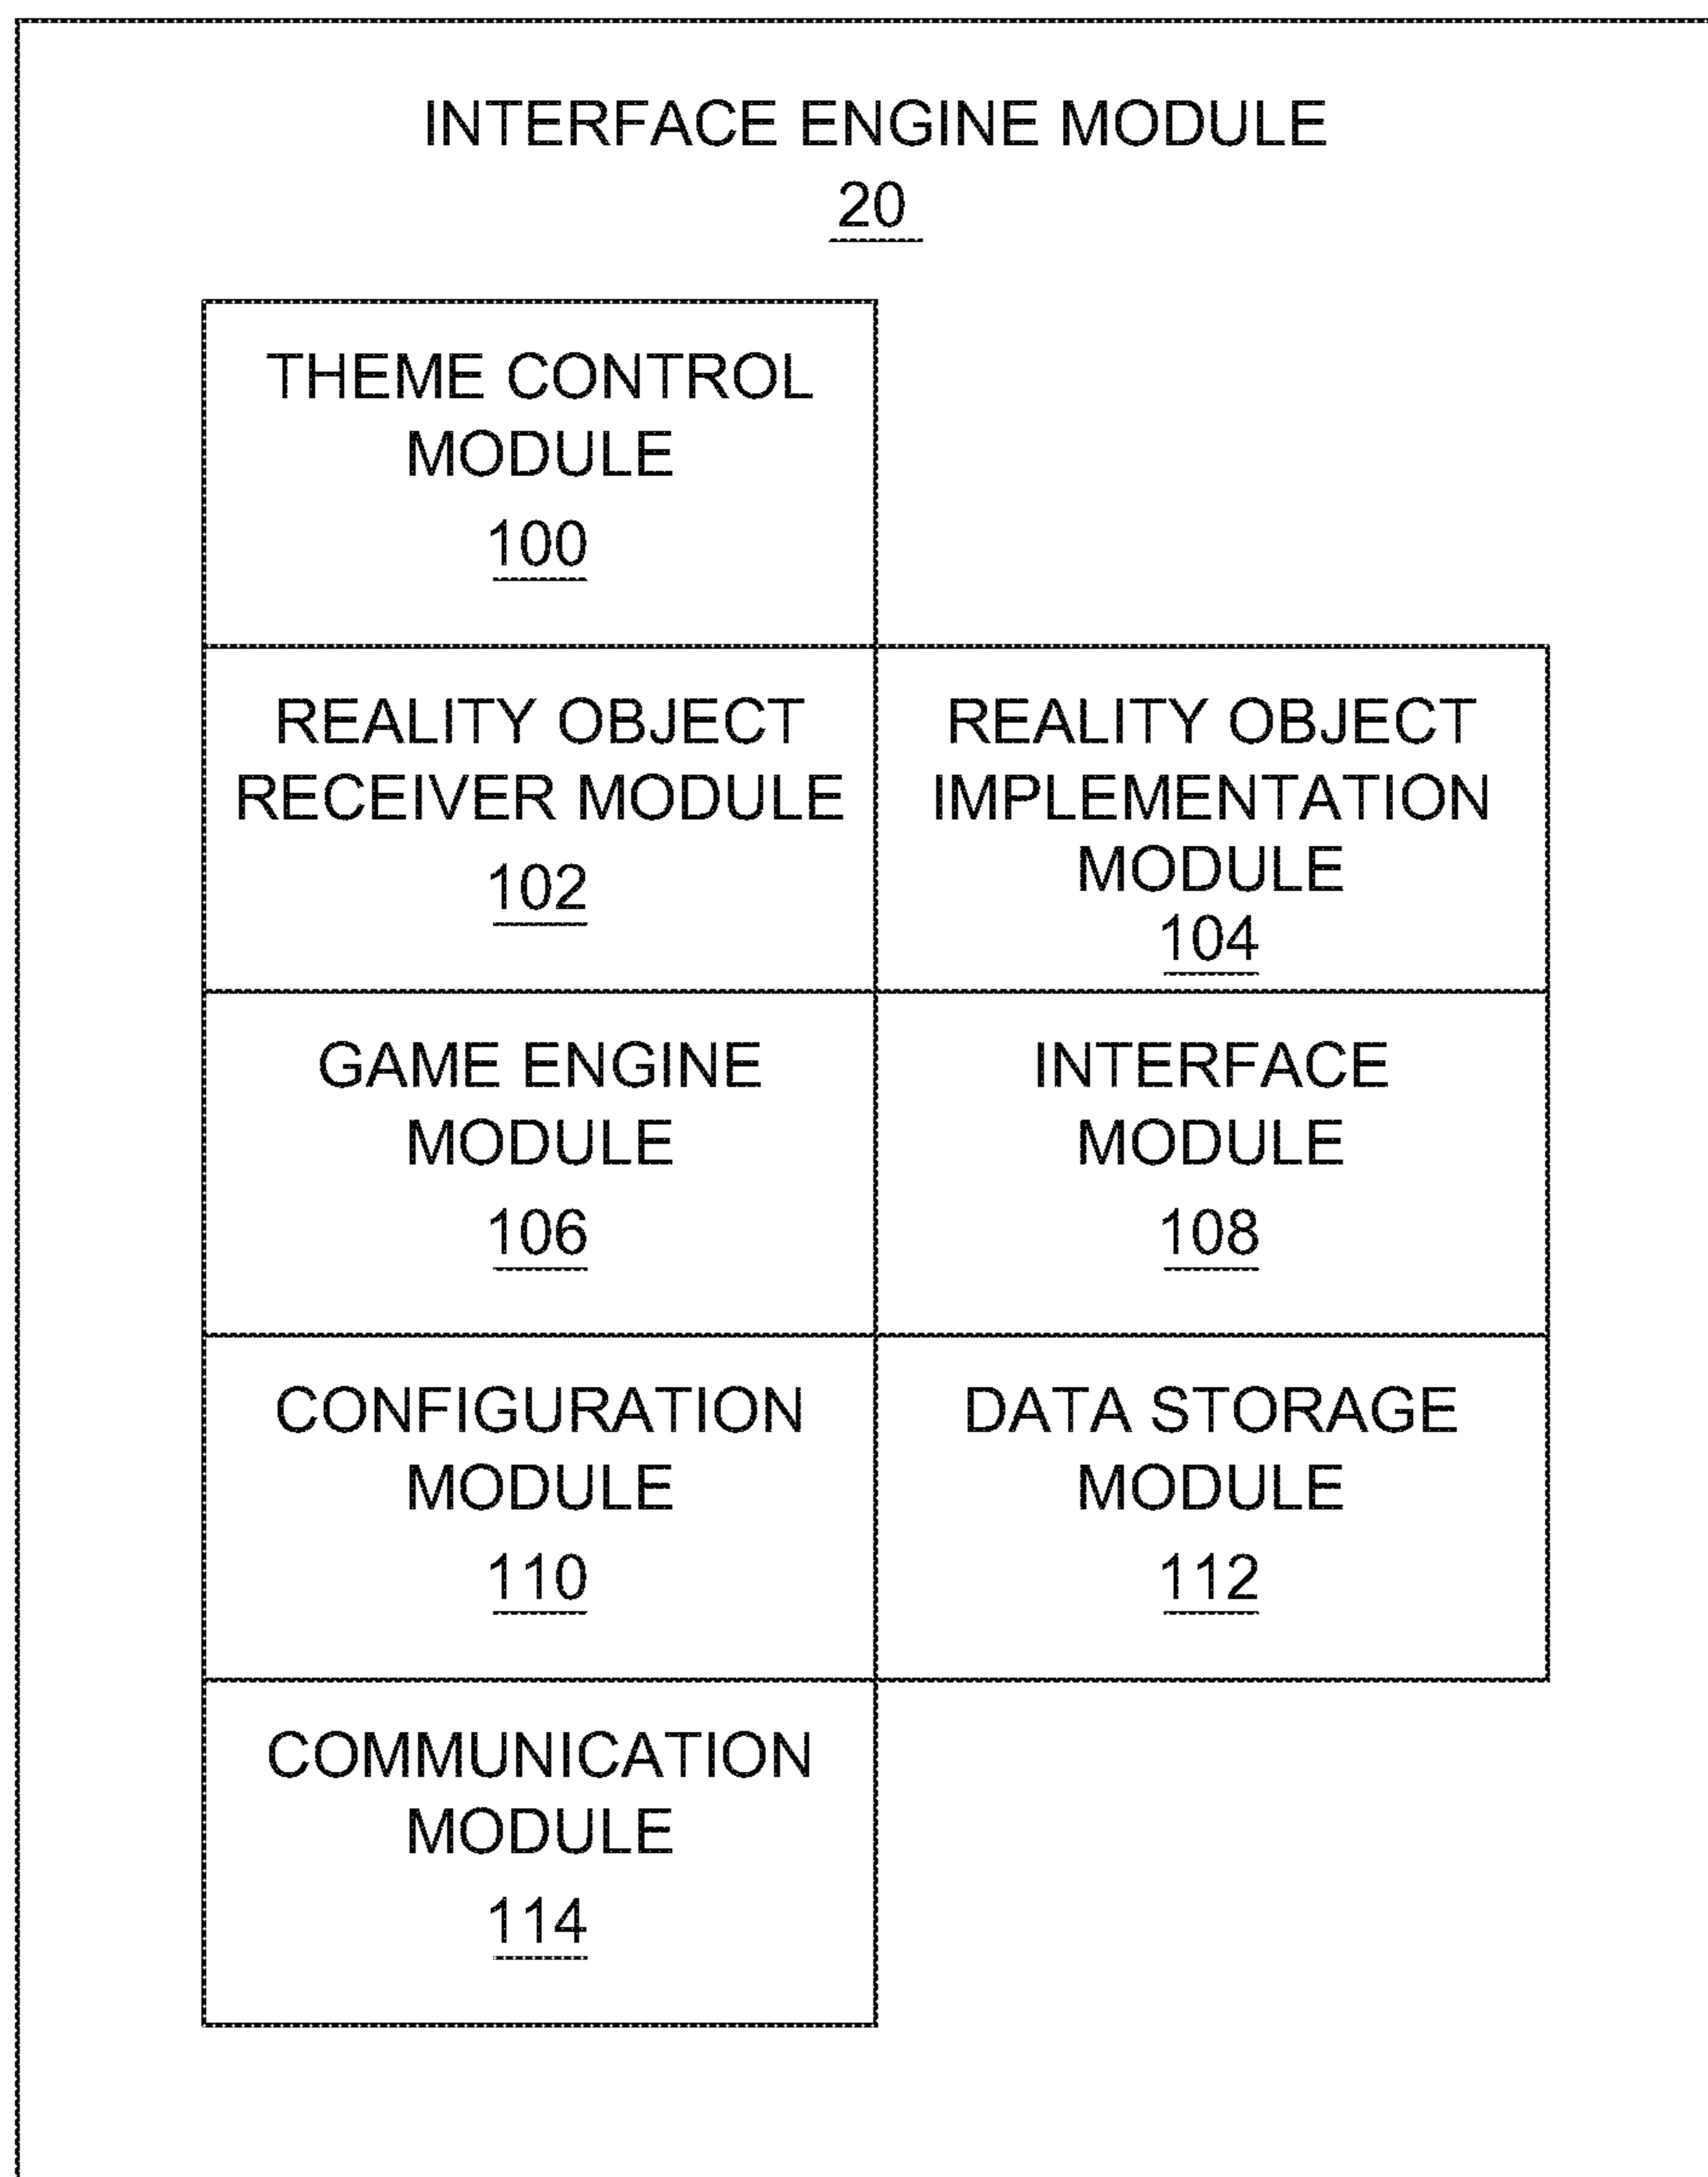 INTERFACE ENGINE MODULE
20
THEME CONTROL
MODULE
100
REALITY OBJECT
RECEIVER MODULE
102
REALITY OBJECT
IMPLEMENTATION
MODULE
104
GAME ENGINE
MODULE
106
INTERFACE
MODULE
108
CONFIGURATION
MODULE
110
DATA STORAGE
MODULE
112
COMMUNICATION
MODULE
114